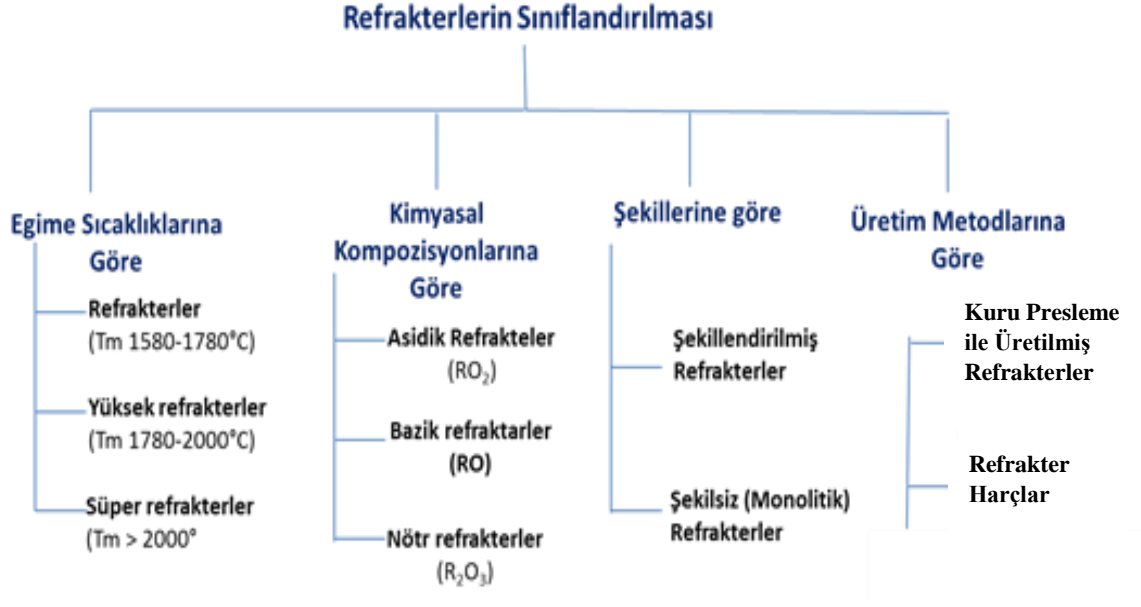 Refrakterlerin Sınıflandırılması
Egime Sıcaklıklarına
Göre
Refrakterler
(Tm 1580-1780°C)
Yüksek refrakterler
(Tm 1780-2000°C)
Süper refrakterler
(Tm > 2000°
Kimyasal
Kompozisyonlarına
Göre
Asidik Refrakteler
(RO₂)
Bazik refraktarler
(RO)
Nötr refrakterler
(R₂O₃)
Şekillerine göre
Şekillendirilmiş
Refrakterler
Şekilsiz (Monolitik)
Refrakterler
Üretim Metodlarına
Göre
Kuru Presleme
ile Üretilmiş
Refrakterler
Refrakter
Harçlar